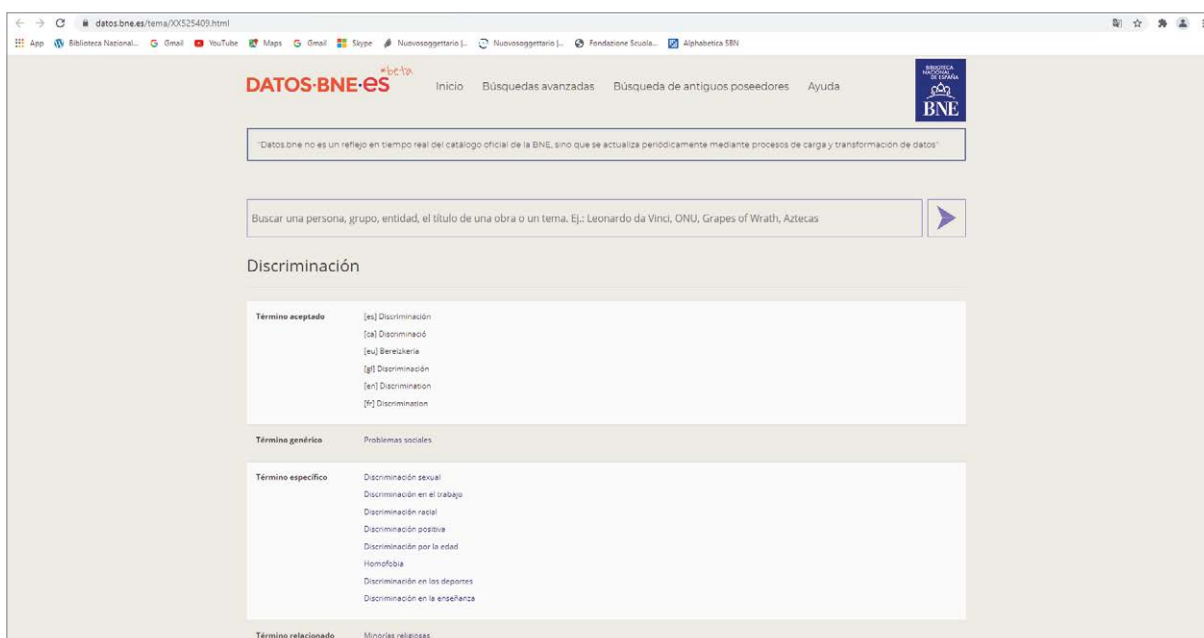 datos.bne.es/tema/XX525409.html
App Biblioteca Nazional... Gmail YouTube Maps Gmail Skype Nuovosoggettario |... Nuovosoggettario |... Fondazione Scuola... Alphabetica SBN
*beta
DATOS·BNE·es Inicio Búsquedas avanzadas Búsqueda de antiguos poseedores Ayuda
BIBLIOTECA
NACIONAL
DE ESPAÑA
BNE
"Datos.bne no es un reflejo en tiempo real del catálogo oficial de la BNE, sino que se actualiza periódicamente mediante procesos de carga y transformación de datos"
Buscar una persona, grupo, entidad, el título de una obra o un tema. Ej.: Leonardo da Vinci, ONU, Grapes of Wrath, Aztecas
Discriminación
Término aceptado [es] Discriminación
[ca] Discriminació
[eu] Bereizkeria
[gl] Discriminación
[en] Discrimination
[fr] Discrimination
Término genérico Problemas sociales
Término específico Discriminación sexual
Discriminación en el trabajo
Discriminación racial
Discriminación positiva
Discriminación por la edad
Homofobia
Discriminación en los deportes
Discriminación en la enseñanza
Término relacionado Minorías religiosas